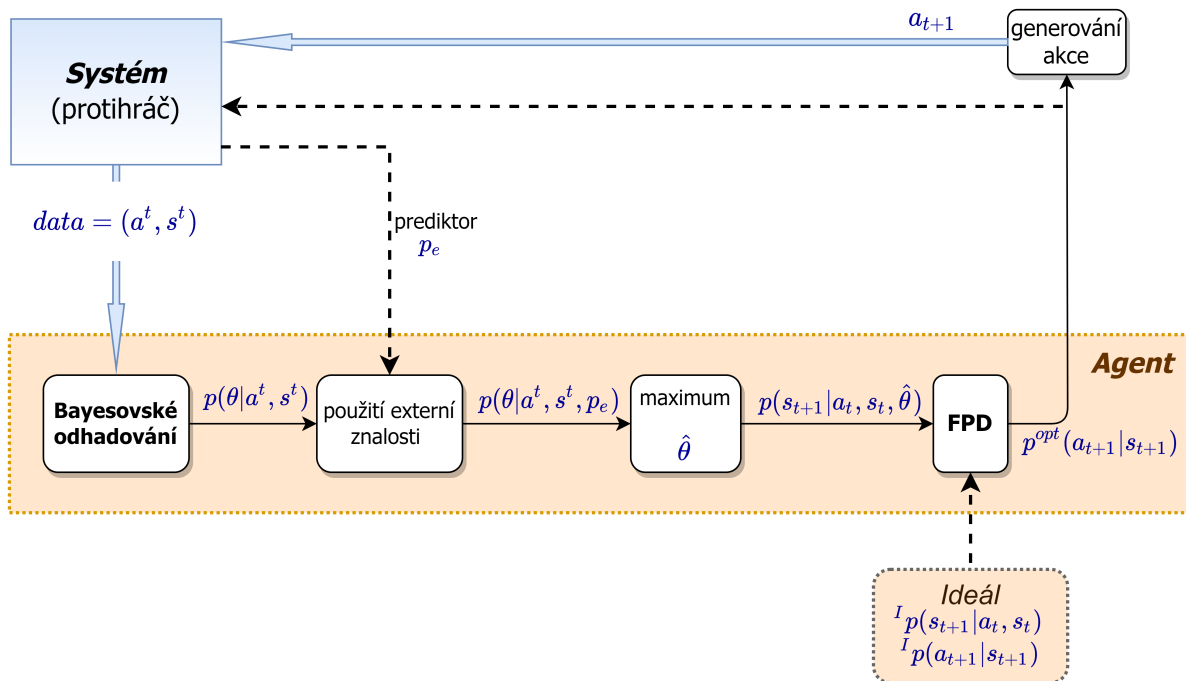 a_{t+1}
generování
akce
Systém
(protihráč)
data = (a^t, s^t)
prediktor
p_e
Agent
Bayesovské
odhadování
p(θ|a^t, s^t)
použití externí
znalosti
p(θ|a^t, s^t, p_e)
maximum
θ̂
p(s_{t+1}|a_t, s_t, θ̂)
FPD
p^{opt}(a_{t+1}|s_{t+1})
Ideál
^I p(s_{t+1}|a_t, s_t)
^I p(a_{t+1}|s_{t+1})